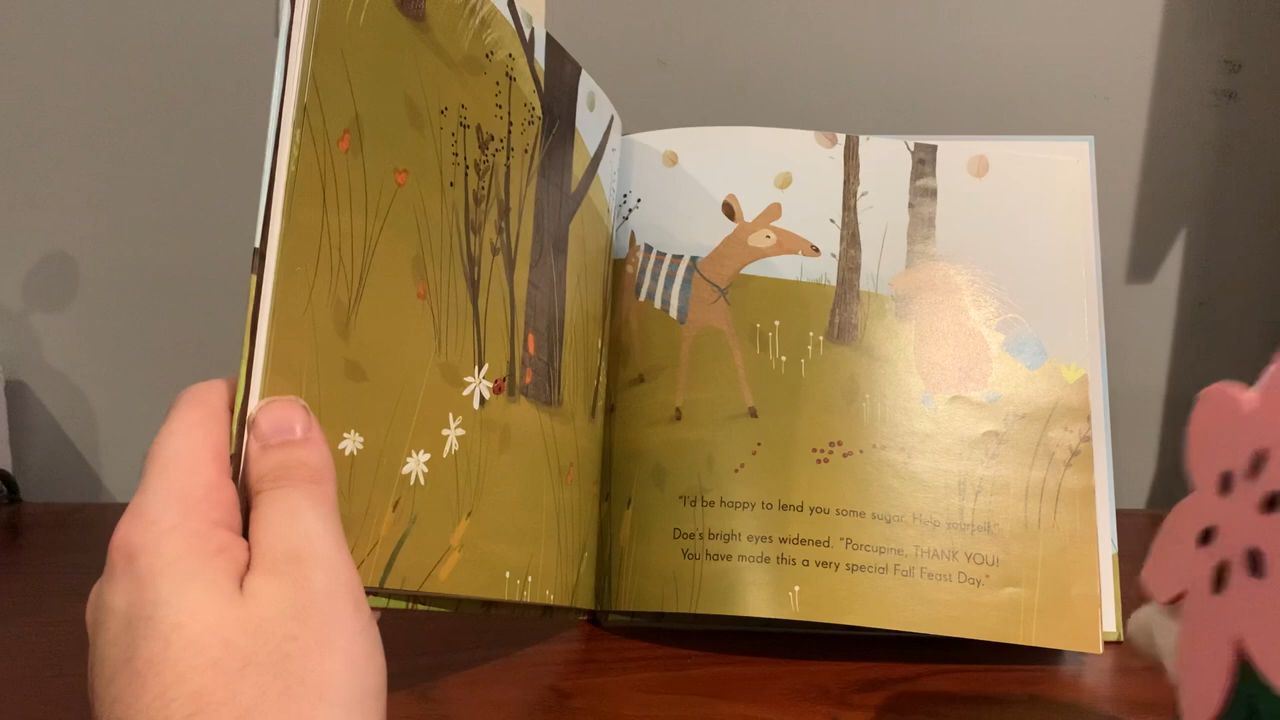 "I'd be happy to lend you some sugar. Help yourself."
Doe's bright eyes widened. "Porcupine, THANK YOU!
You have made this a very special Fall Feast Day."